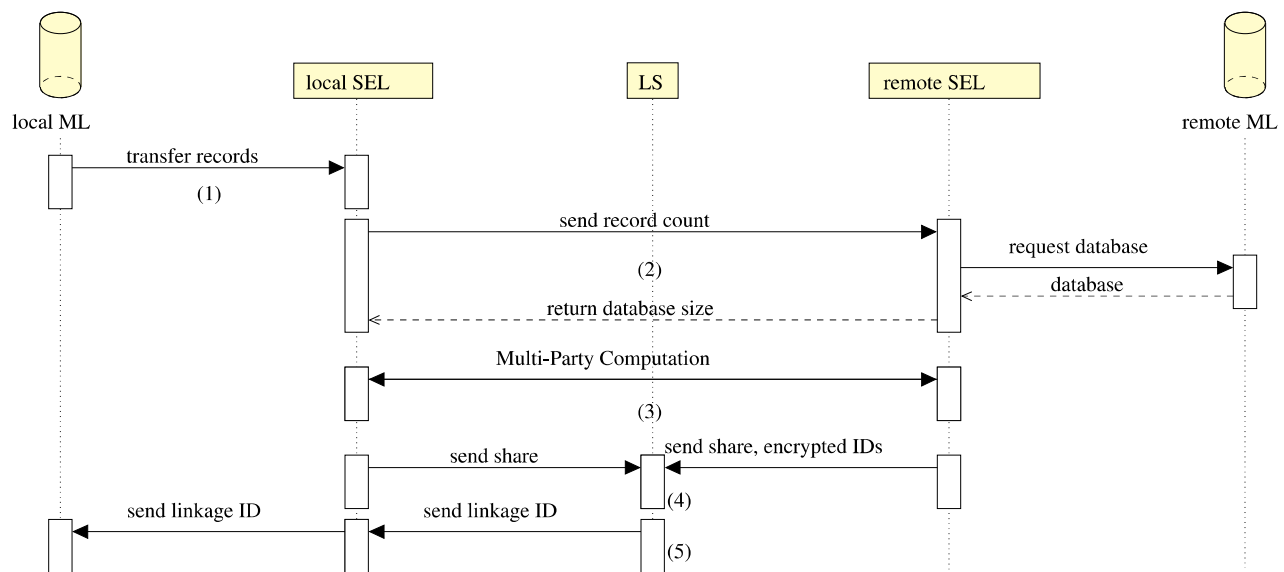 local SEL
LS
remote SEL
local ML
remote ML
transfer records
(1)
send record count
request database
(2)
database
return database size
Multi-Party Computation
(3)
send share
send share, encrypted IDs
(4)
send linkage ID
send linkage ID
(5)